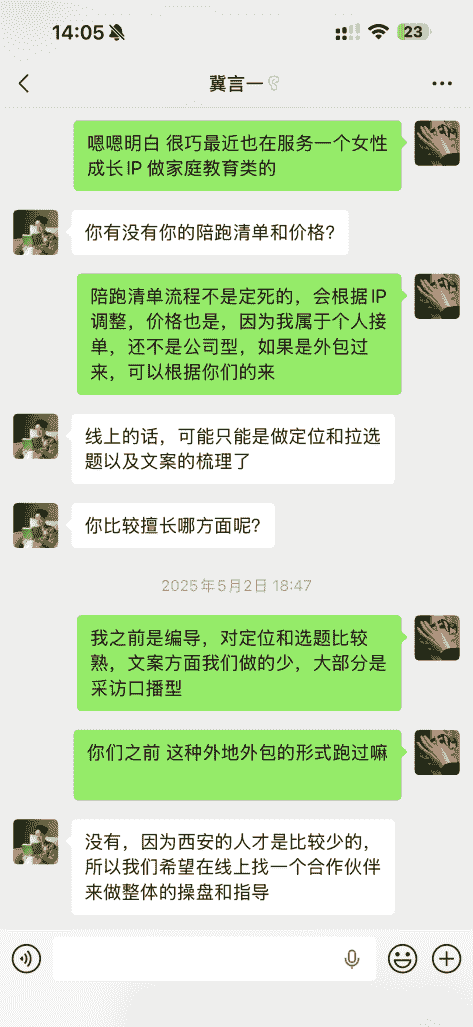 14:05
23
冀言一
嗯嗯明白 很巧最近也在服务一个女性
成长IP 做家庭教育类的
你有没有你的陪跑清单和价格?
陪跑清单流程不是定死的，会根据IP
调整，价格也是，因为我属于个人接
单，还不是公司型，如果是外包过
来，可以根据你们的来
线上的话，可能只能是做定位和拉选
题以及文案的梳理了
你比较擅长哪方面呢?
2025年5月2日 18:47
我之前是编导，对定位和选题比较
熟，文案方面我们做的少，大部分是
采访口播型
你们之前 这种外地外包的形式跑过嘛
没有，因为西安的人才是比较少的，
所以我们希望在线上找一个合作伙伴
来做整体的操盘和指导